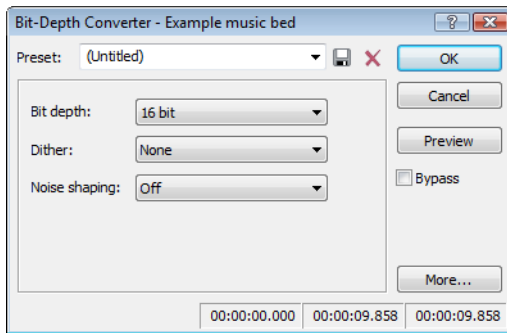 Bit-Depth Converter - Example music bed
Preset: (Untitled)
OK
Cancel
Bit depth: 16 bit
Preview
Dither: None
Bypass
Noise shaping: Off
More...
00:00:00.000 00:00:09.858 00:00:09.858